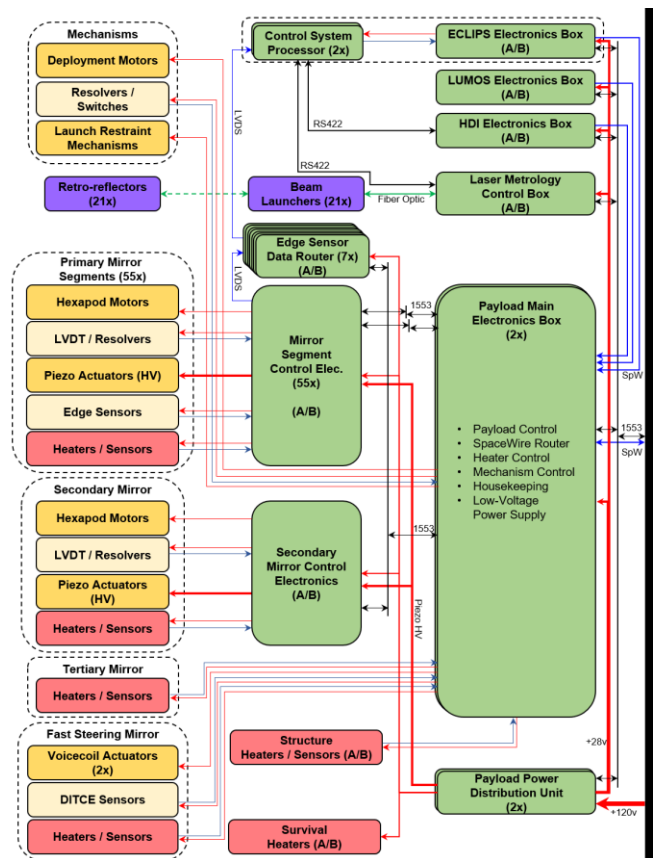 Mechanisms
Deployment Motors
Resolvers /
Switches
Launch Restraint
Mechanisms
Control System
Processor (2x)
ECLIPS Electronics Box
(A/B)
LUMOS Electronics Box
(A/B)
HDI Electronics Box
(A/B)
LVDS
RS422
RS422
Retro-reflectors
(21x)
Beam
Launchers (21x)
Fiber Optic
Laser Metrology
Control Box
(A/B)
Edge Sensor
Data Router (7x)
(A/B)
LVDS
Primary Mirror
Segments (55x)
Hexapod Motors
LVDT / Resolvers
Piezo Actuators (HV)
Edge Sensors
Heaters / Sensors
Mirror
Segment
Control Elec.
(55x)
(A/B)
1553
Payload Main
Electronics Box
(2x)
• Payload Control
• SpaceWire Router
• Heater Control
• Mechanism Control
• Housekeeping
• Low-Voltage
Power Supply
SpW
1553
SpW
Secondary Mirror
Hexapod Motors
LVDT / Resolvers
Piezo Actuators
(HV)
Heaters / Sensors
Secondary
Mirror Control
Electronics
(A/B)
1553
Piezo HV
Tertiary Mirror
Heaters / Sensors
Fast Steering Mirror
Voicecoil Actuators
(2x)
DITCE Sensors
Heaters / Sensors
Structure
Heaters / Sensors (A/B)
Survival
Heaters (A/B)
+28v
Payload Power
Distribution Unit
(2x)
+120v